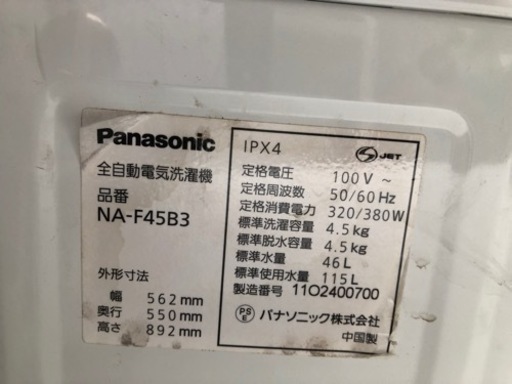 Panasonic
全自動電気洗濯機
品番
NA-F45B3
外形寸法
幅 562mm
奥行 550mm
高さ 892mm
IPX4
JET
定格電圧 100V ～
定格周波数 50/60Hz
定格消費電力 320/380W
標準洗濯容量 4.5kg
標準脱水容量 4.5kg
標準水量 46L
標準使用水量 115L
製造番号 11O2400700
PS E パナソニック株式会社
中国製